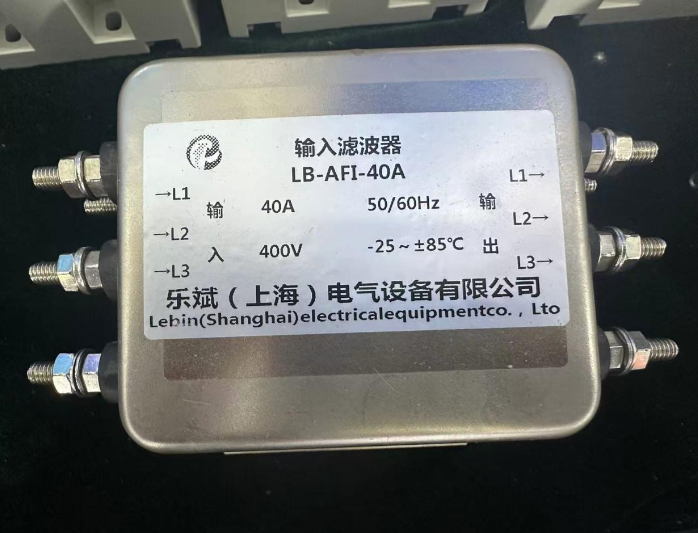 输入滤波器
LB-AFI-40A
→L1 输 40A 50/60Hz 输 L1→
→L2 入 400V -25～±85℃ 出 L2→
→L3 L3→
乐斌（上海）电气设备有限公司
Lebin(Shanghai)electricalequipmentco.，Lto